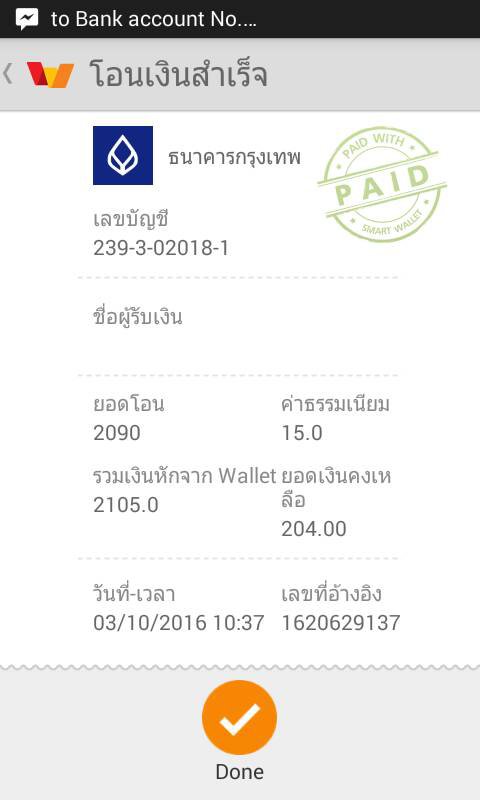 to Bank account No....
โอนเงินสำเร็จ
ธนาคารกรุงเทพ
PAID WITH
PAID
SMART WALLET
เลขบัญชี
239-3-02018-1
ชื่อผู้รับเงิน
ยอดโอน
2090
ค่าธรรมเนียม
15.0
รวมเงินหักจาก Wallet
2105.0
ยอดเงินคงเห
ลือ
204.00
วันที่-เวลา
03/10/2016 10:37
เลขที่อ้างอิง
1620629137
Done